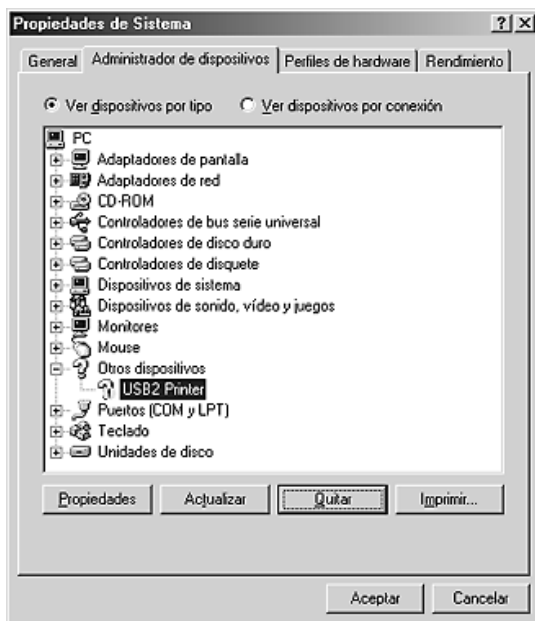 Propiedades de Sistema
General Administrador de dispositivos Perfiles de hardware Rendimiento
Ver dispositivos por tipo Ver dispositivos por conexión
PC
Adaptadores de pantalla
Adaptadores de red
CD-ROM
Controladores de bus serie universal
Controladores de disco duro
Controladores de disquete
Dispositivos de sistema
Dispositivos de sonido, vídeo y juegos
Monitores
Mouse
Otros dispositivos
USB2 Printer
Puertos (COM y LPT)
Teclado
Unidades de disco
Propiedades Actualizar Quitar Imprimir...
Aceptar Cancelar